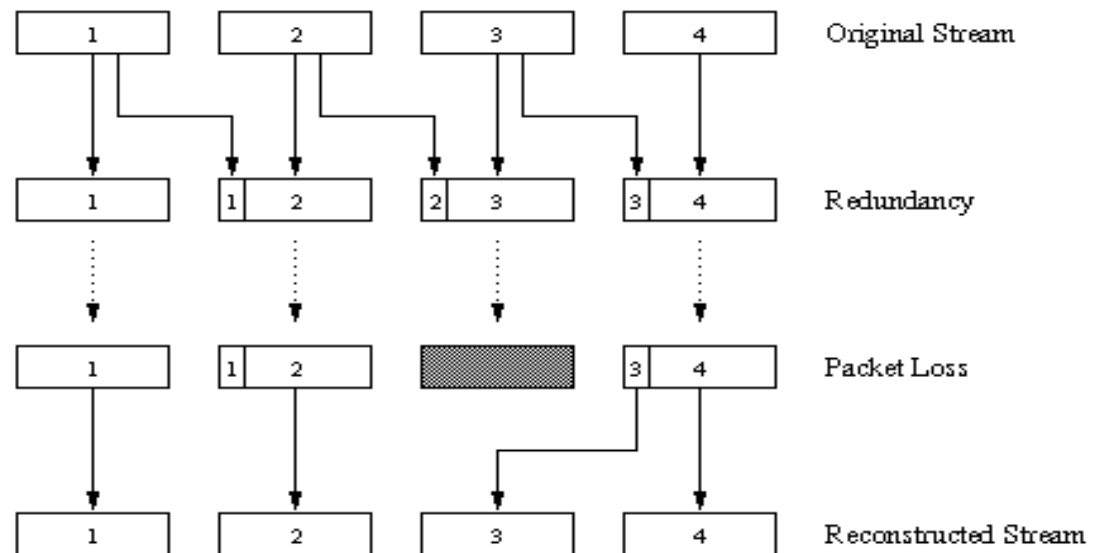 1 2 3 4 Original Stream
1 1 2 2 3 3 4 Redundancy
1 1 2 3 4 Packet Loss
1 2 3 4 Reconstructed Stream